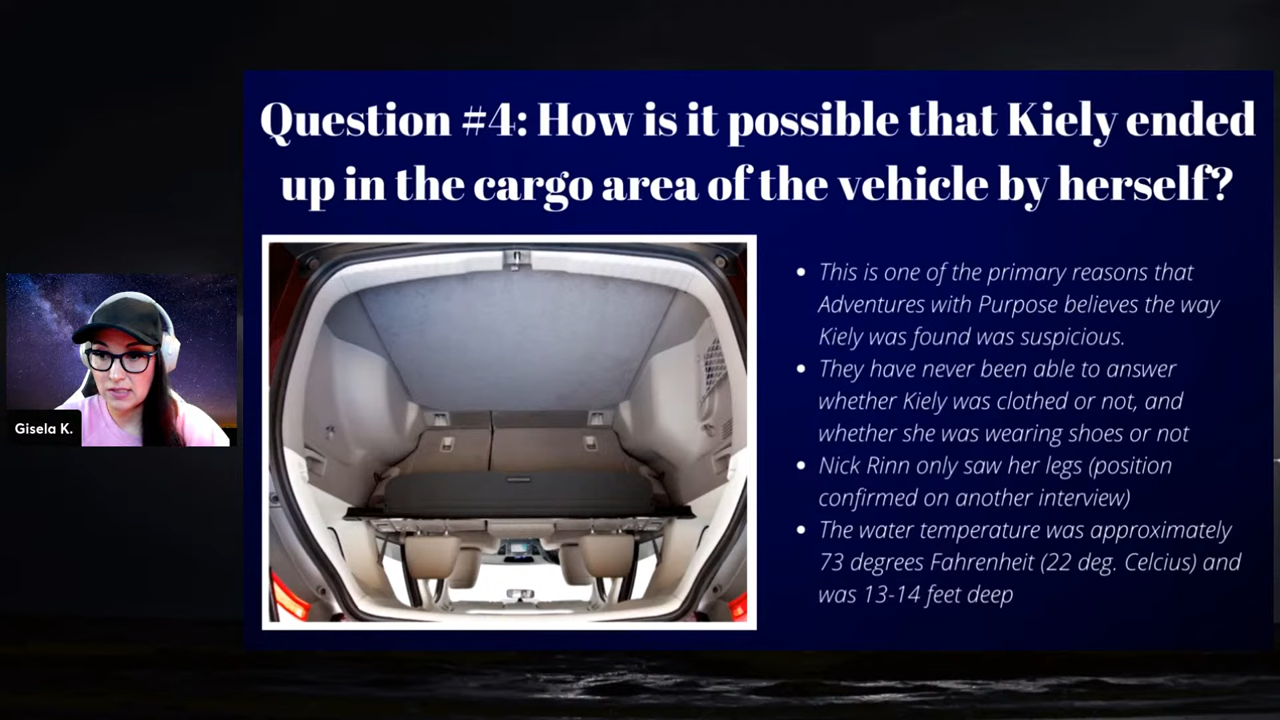 Question #4: How is it possible that Kiely ended
up in the cargo area of the vehicle by herself?
• This is one of the primary reasons that
Adventures with Purpose believes the way
Kiely was found was suspicious.
• They have never been able to answer
whether Kiely was clothed or not, and
whether she was wearing shoes or not
• Nick Rinn only saw her legs (position
confirmed on another interview)
• The water temperature was approximately
73 degrees Fahrenheit (22 deg. Celcius) and
was 13-14 feet deep
Gisela K.